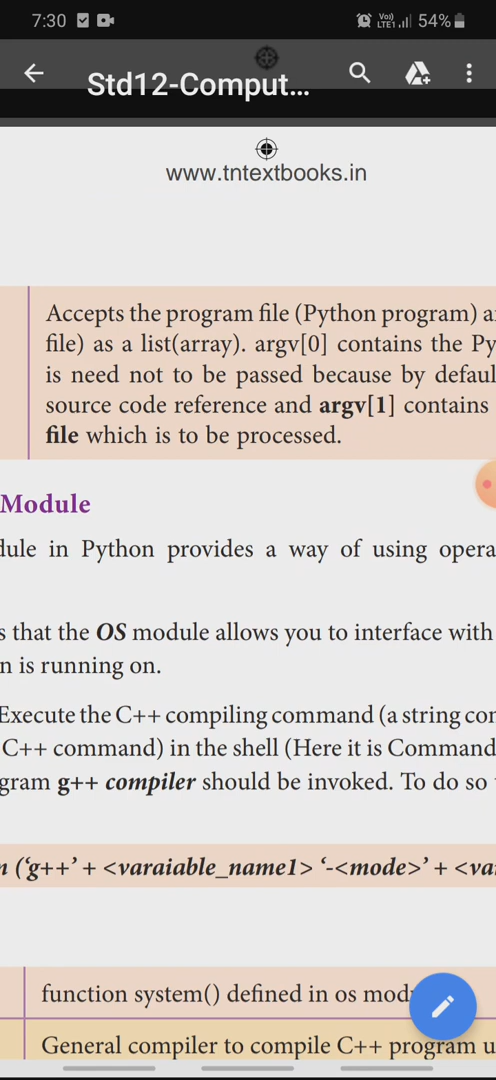 7:30 Vo)) LTE1 54%
Std12-Comput...
www.tntextbooks.in
Accepts the program file (Python program) a
file) as a list(array). argv[0] contains the Py
is need not to be passed because by defaul
source code reference and argv[1] contains
file which is to be processed.
Module
dule in Python provides a way of using opera
s that the OS module allows you to interface with
n is running on.
Execute the C++ compiling command (a string con
C++ command) in the shell (Here it is Command
gram g++ compiler should be invoked. To do so
n (‘g++’ + <varaiable_name1> ‘-<mode>’ + <va
function system() defined in os mod
General compiler to compile C++ program u